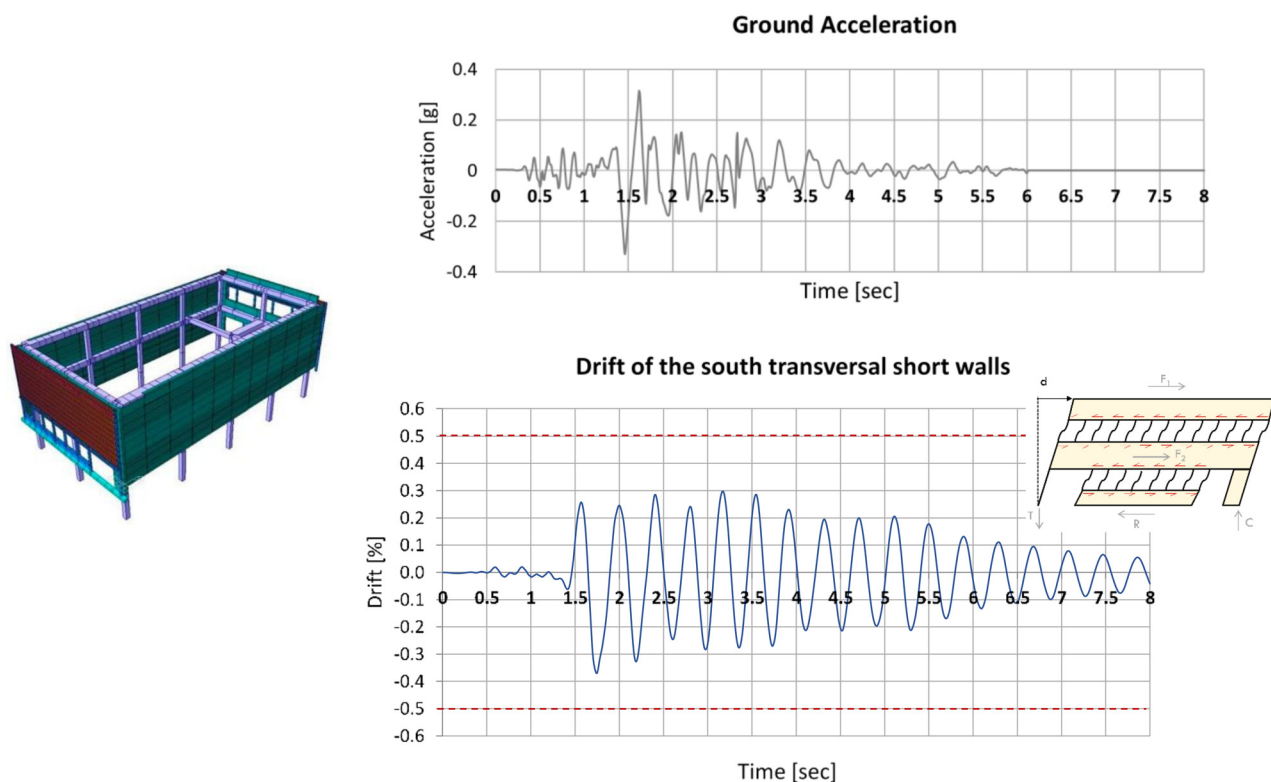 Ground Acceleration
Acceleration [g]
0.4
0.2
0
-0.2
-0.4
0 0.5 1 1.5 2 2.5 3 3.5 4 4.5 5 5.5 6 6.5 7 7.5 8
Time [sec]
Drift of the south transversal short walls
Drift [%]
0.6
0.5
0.4
0.3
0.2
0.1
0.0
-0.1
-0.2
-0.3
-0.4
-0.5
-0.6
0 0.5 1 1.5 2 2.5 3 3.5 4 4.5 5 5.5 6 6.5 7 7.5 8
Time [sec]
d
F1
F2
T
R
C